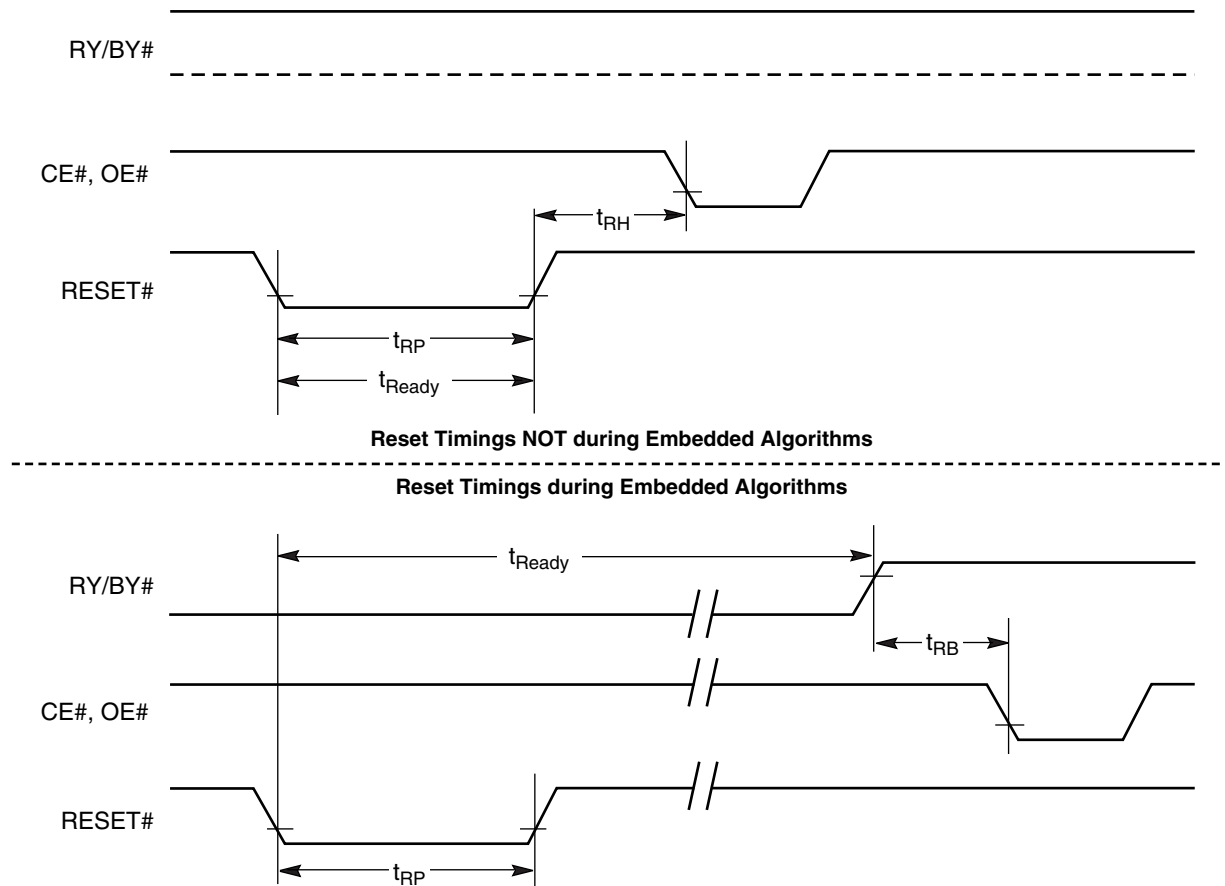 RY/BY#
CE#, OE#
tRH
RESET#
tRP
tReady
Reset Timings NOT during Embedded Algorithms
Reset Timings during Embedded Algorithms
tReady
RY/BY#
tRB
CE#, OE#
RESET#
tRP